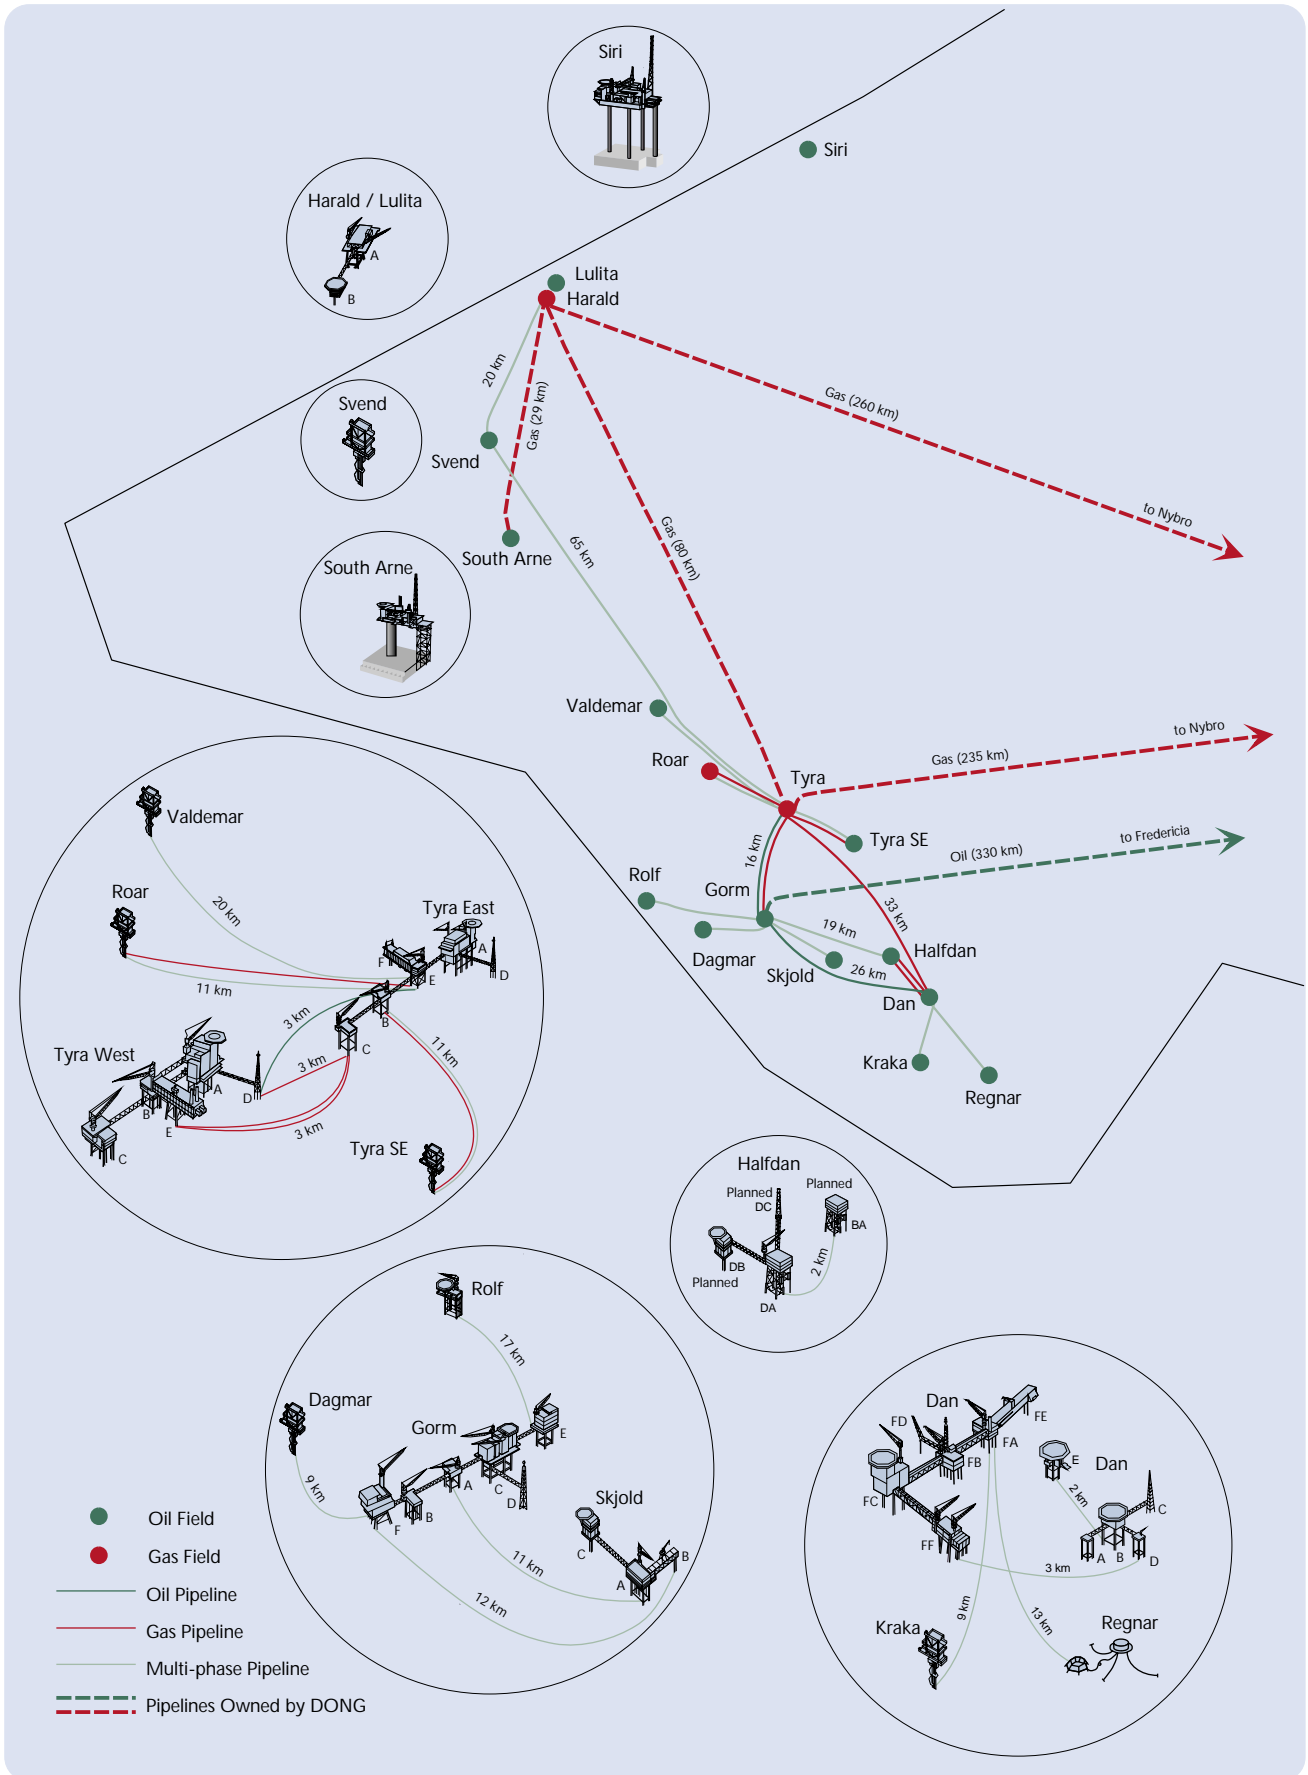 Siri
Siri
Harald / Lulita
A
B
Lulita
Harald
20 km
Gas (29 km)
Gas (260 km)
to Nybro
Svend
Svend
South Arne
South Arne
65 km
Gas (80 km)
Valdemar
Roar
Tyra
Gas (235 km)
to Nybro
Tyra SE
16 km
Oil (330 km)
to Fredericia
Rolf
Gorm
33 km
19 km
Halfdan
Dagmar
Skjold
26 km
Dan
Kraka
Regnar
Valdemar
Roar
20 km
Tyra East
A
F
D
E
11 km
B
3 km
C
11 km
Tyra West
3 km
A
D
B
E
3 km
C
Tyra SE
Halfdan
Planned
DC
Planned
BA
DB
Planned
2 km
DA
Rolf
17 km
Dagmar
Gorm
E
A
C
D
9 km
B
F
Skjold
C
B
A
11 km
12 km
Dan
FE
FD
FA
FB
E
Dan
FC
2 km
C
FF
A
B
D
3 km
9 km
13 km
Kraka
Regnar
Oil Field
Gas Field
Oil Pipeline
Gas Pipeline
Multi-phase Pipeline
Pipelines Owned by DONG